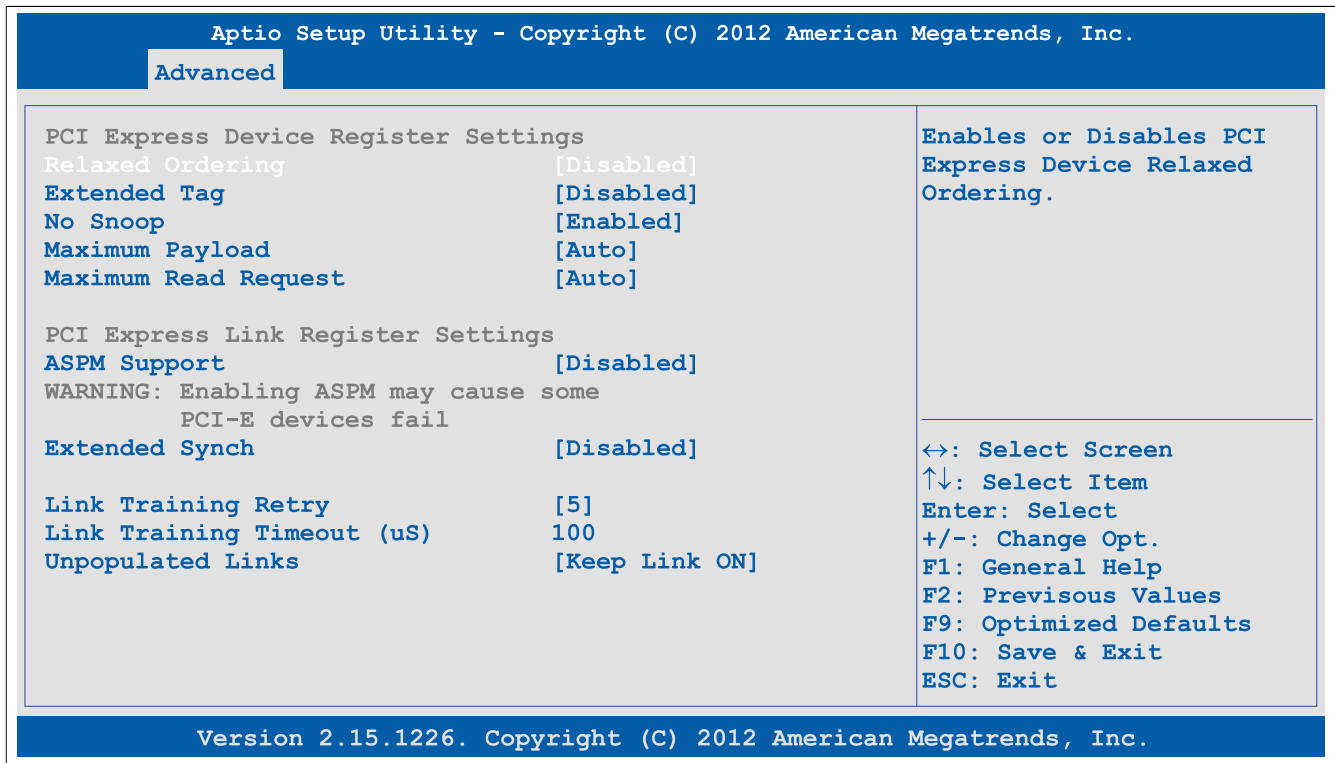 Aptio Setup Utility - Copyright (C) 2012 American Megatrends, Inc.
Advanced
PCI Express Device Register Settings
Relaxed Ordering [Disabled]
Extended Tag [Disabled]
No Snoop [Enabled]
Maximum Payload [Auto]
Maximum Read Request [Auto]
PCI Express Link Register Settings
ASPM Support [Disabled]
WARNING: Enabling ASPM may cause some
PCI-E devices fail
Extended Synch [Disabled]
Link Training Retry [5]
Link Training Timeout (uS) 100
Unpopulated Links [Keep Link ON]
Enables or Disables PCI
Express Device Relaxed
Ordering.
↔: Select Screen
↑↓: Select Item
Enter: Select
+/-: Change Opt.
F1: General Help
F2: Previsous Values
F9: Optimized Defaults
F10: Save & Exit
ESC: Exit
Version 2.15.1226. Copyright (C) 2012 American Megatrends, Inc.